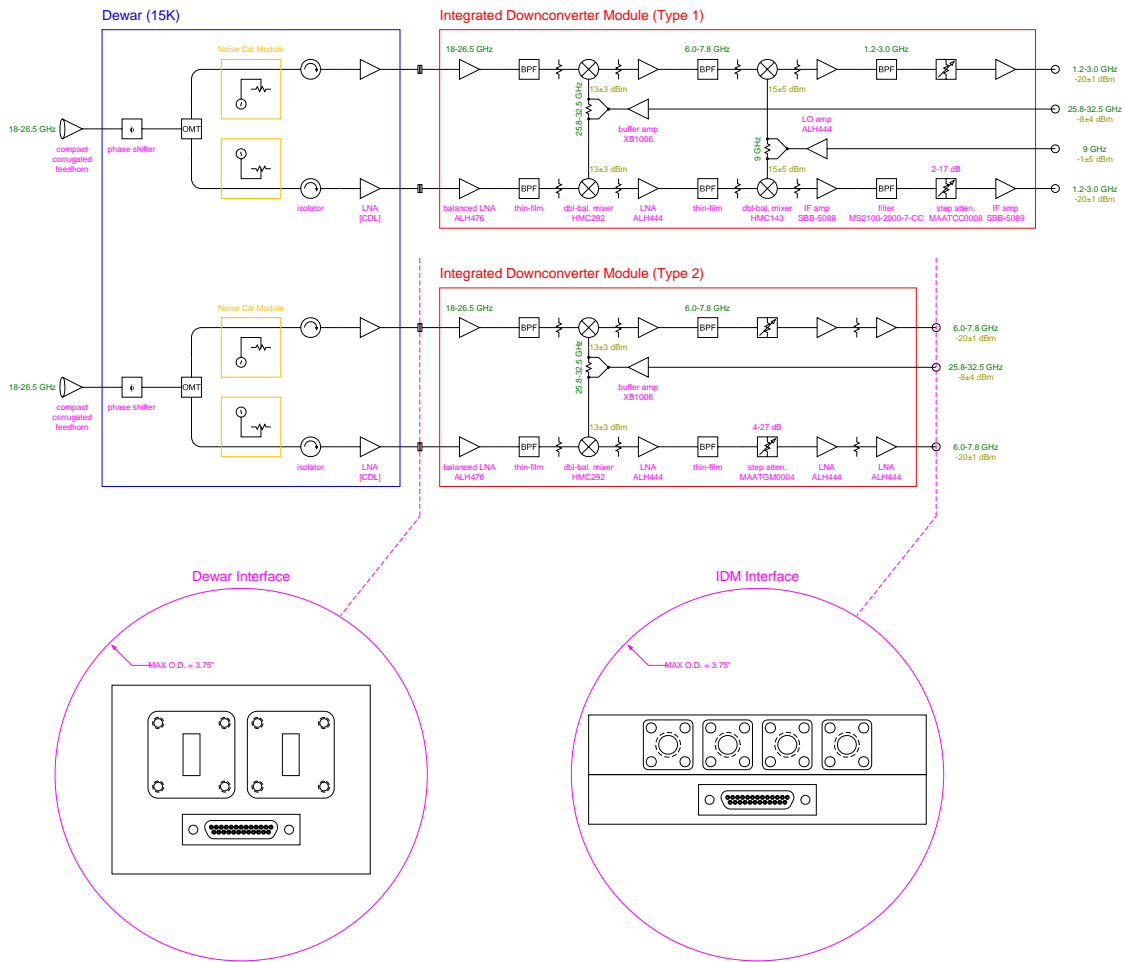 Dewar (15K)
Integrated Downconverter Module (Type 1)
Noise Cal Module
18-26.5 GHz
6.0-7.8 GHz
1.2-3.0 GHz
BPF
BPF
BPF
1.2-3.0 GHz
-20±1 dBm
13±3 dBm
15±5 dBm
25.8-32.5 GHz
25.8-32.5 GHz
-8±4 dBm
buffer amp
XB1006
LO amp
ALH444
18-26.5 GHz
ϕ
OMT
compact
corrugated
feedhorn
phase shifter
9 GHz
9 GHz
-1±5 dBm
13±3 dBm
15±5 dBm
2-17 dB
BPF
BPF
BPF
1.2-3.0 GHz
-20±1 dBm
isolator
LNA
[CDL]
balanced LNA
ALH476
thin-film
dbl-bal. mixer
HMC292
LNA
ALH444
thin-film
dbl-bal. mixer
HMC143
IF amp
SBB-5089
filter
MS2100-2000-7-CC
step atten.
MAATCC0008
IF amp
SBB-5089
Integrated Downconverter Module (Type 2)
Noise Cal Module
18-26.5 GHz
6.0-7.8 GHz
BPF
BPF
6.0-7.8 GHz
-20±1 dBm
13±3 dBm
25.8-32.5 GHz
25.8-32.5 GHz
-8±4 dBm
buffer amp
XB1006
18-26.5 GHz
ϕ
OMT
compact
corrugated
feedhorn
phase shifter
13±3 dBm
4-27 dB
BPF
BPF
6.0-7.8 GHz
-20±1 dBm
isolator
LNA
[CDL]
balanced LNA
ALH476
thin-film
dbl-bal. mixer
HMC292
LNA
ALH444
thin-film
step atten.
MAATGM0004
LNA
ALH444
LNA
ALH444
Dewar Interface
IDM Interface
MAX O.D. = 3.75"
MAX O.D. = 3.75"